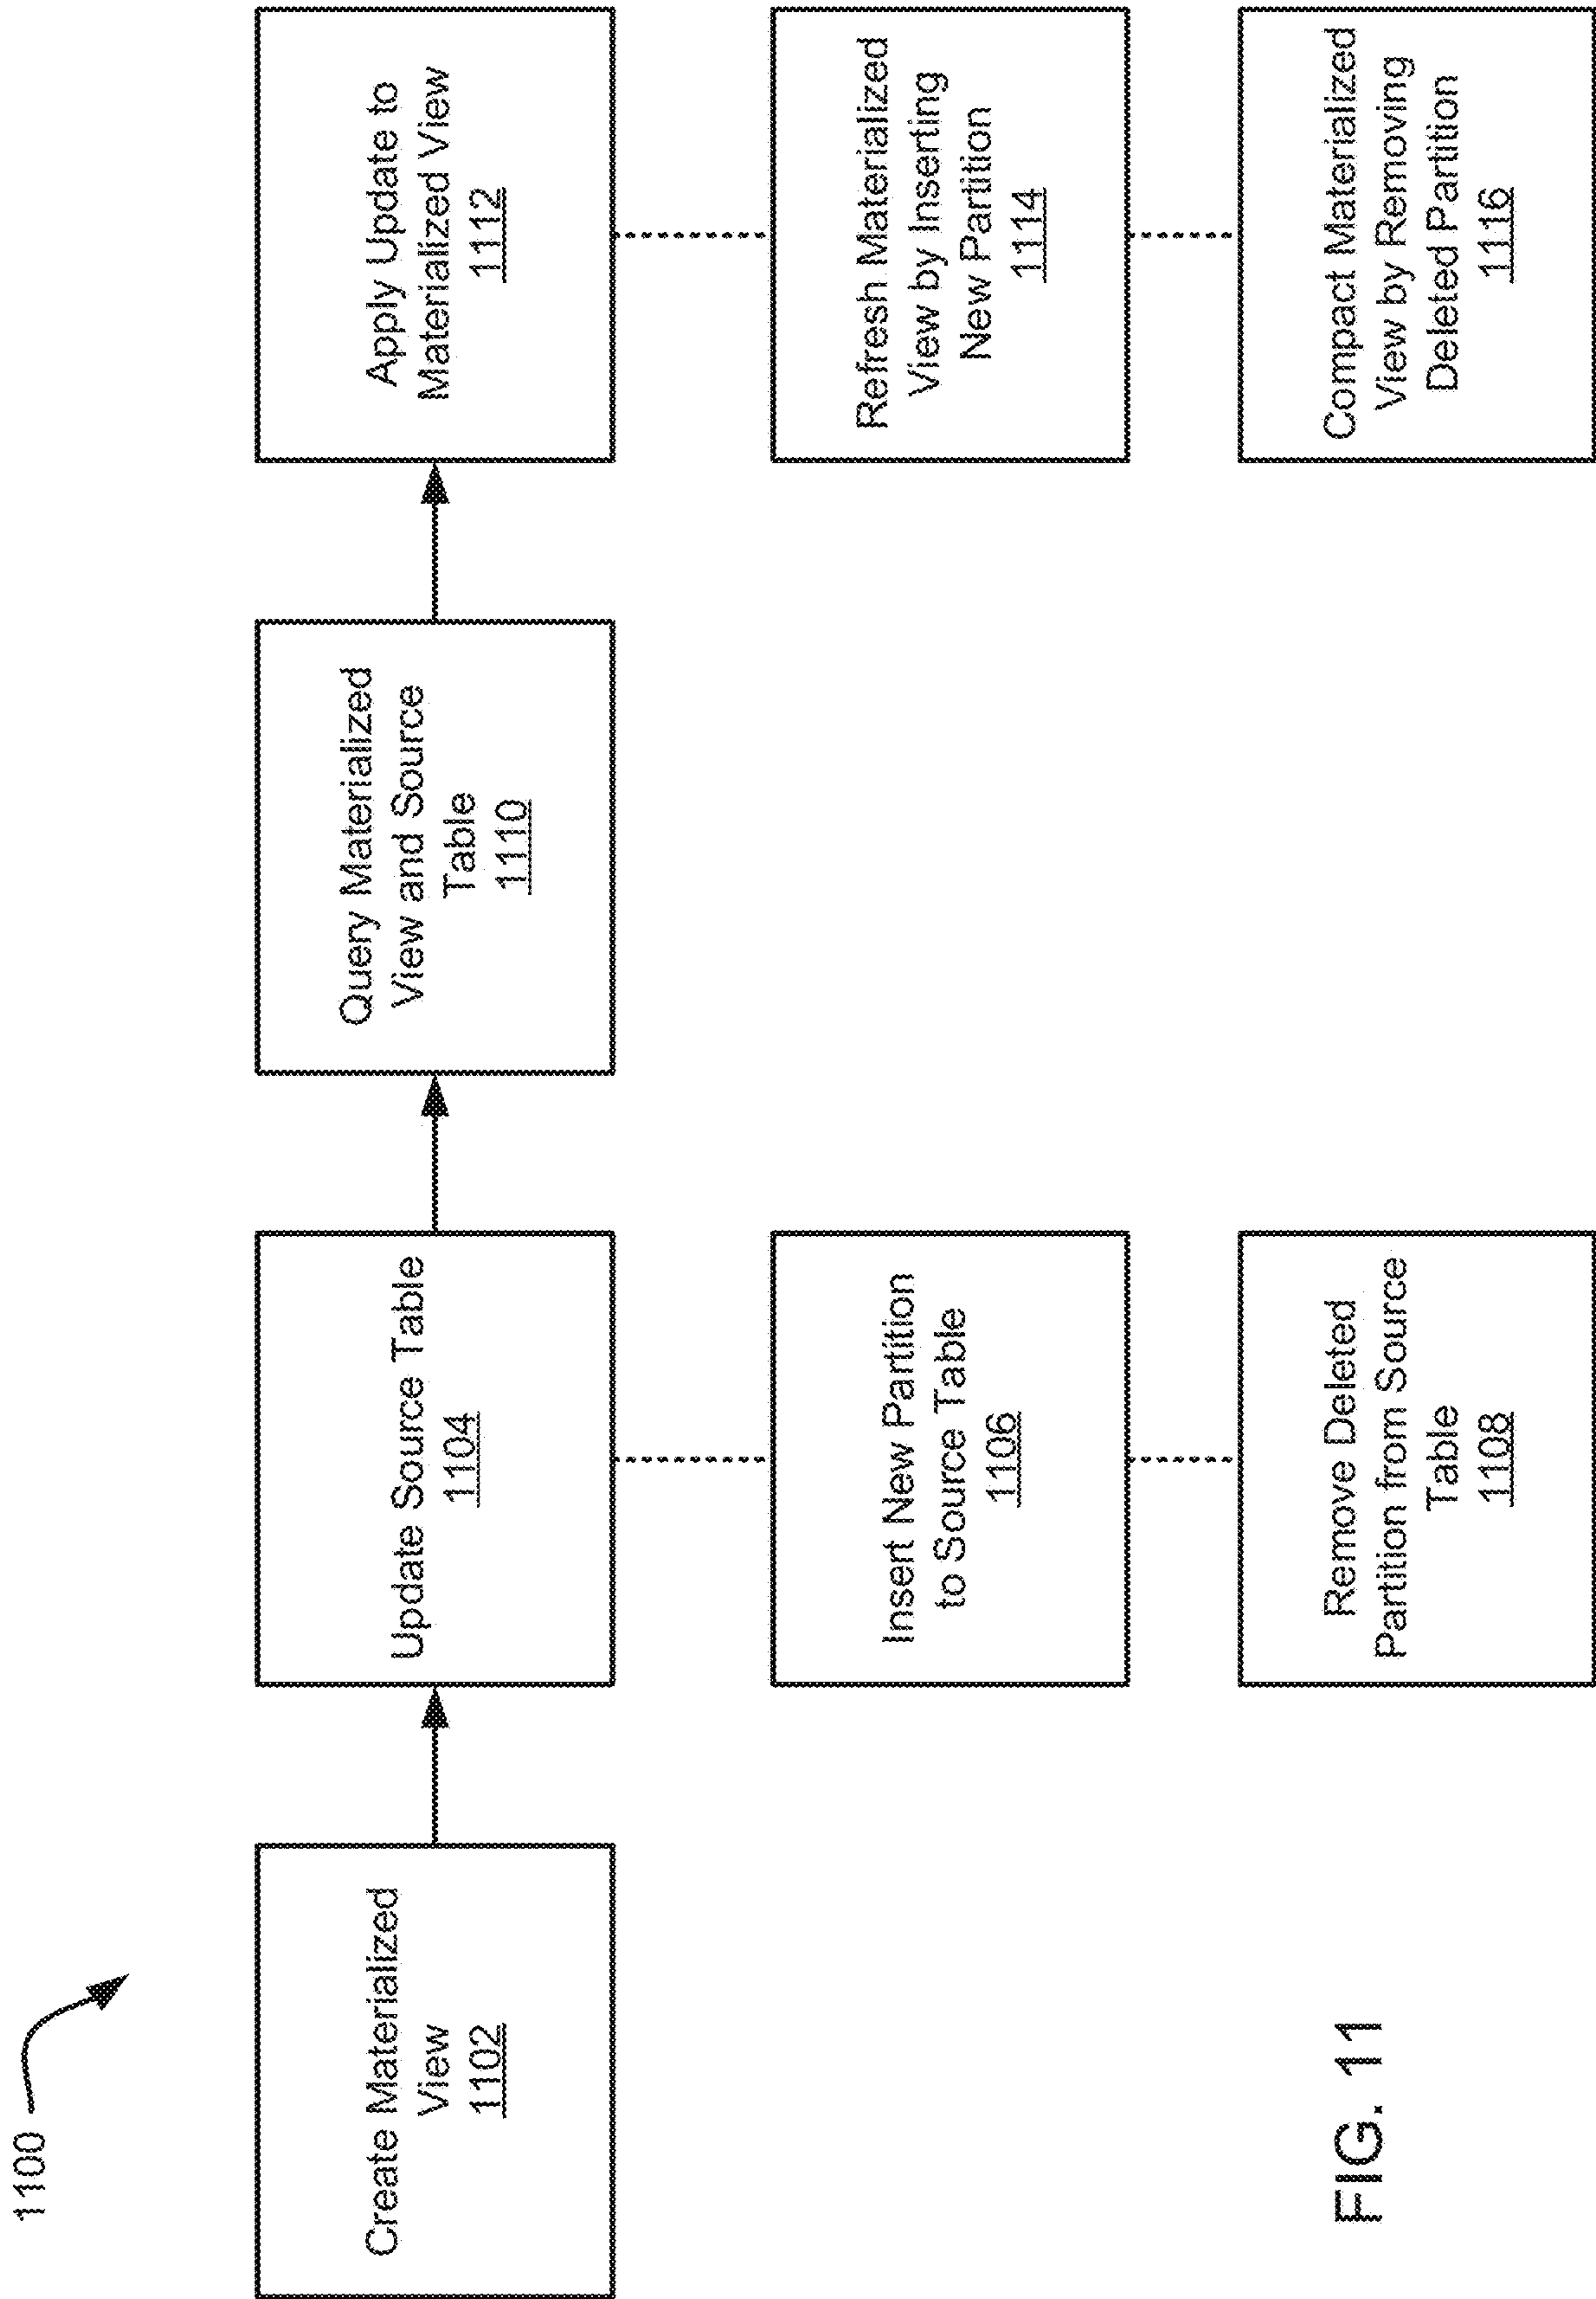 1100
Create Materialized
View
1102
Update Source Table
1104
Query Materialized
View and Source
Table
1110
Apply Update to
Materialized View
1112
Insert New Partition
to Source Table
1106
Refresh Materialized
View by Inserting
New Partition
1114
Remove Deleted
Partition from Source
Table
1108
Compact Materialized
View by Removing
Deleted Partition
1116
FIG. 11